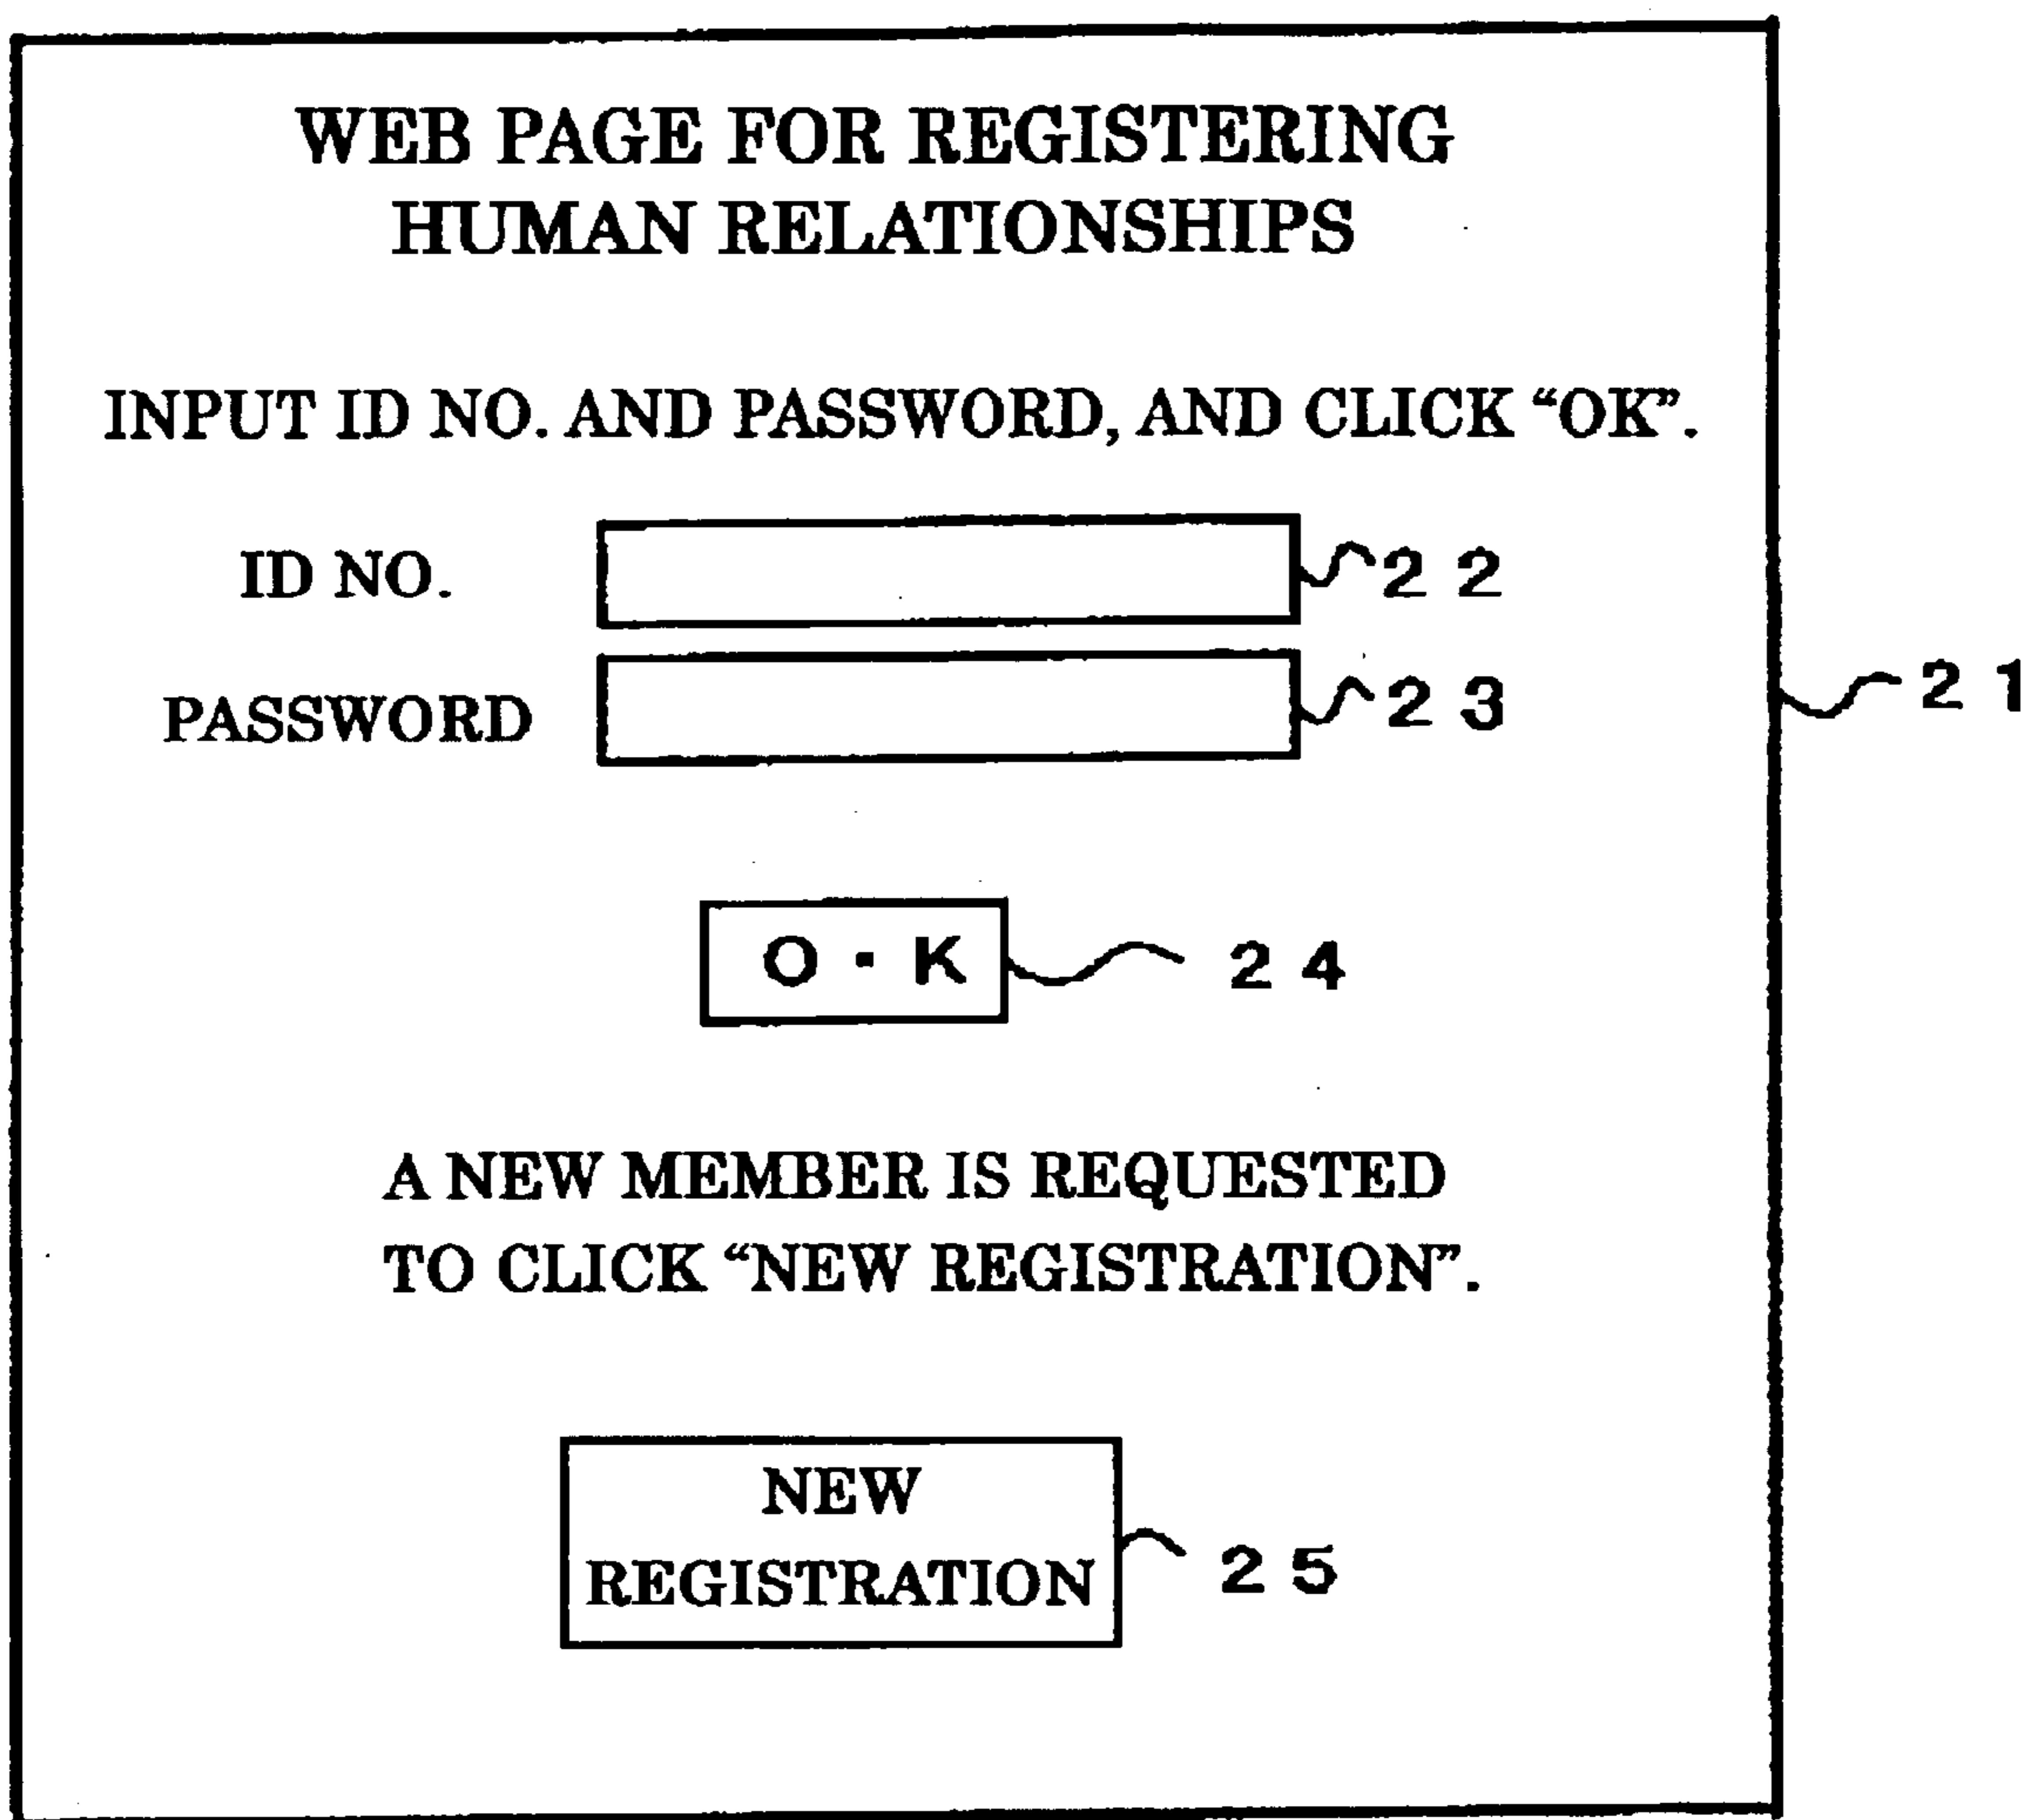 WEB PAGE FOR REGISTERING
HUMAN RELATIONSHIPS
INPUT ID NO. AND PASSWORD, AND CLICK “OK”.
ID NO. 22
PASSWORD 23
21
O・K 24
A NEW MEMBER IS REQUESTED
TO CLICK “NEW REGISTRATION”.
NEW
REGISTRATION 25